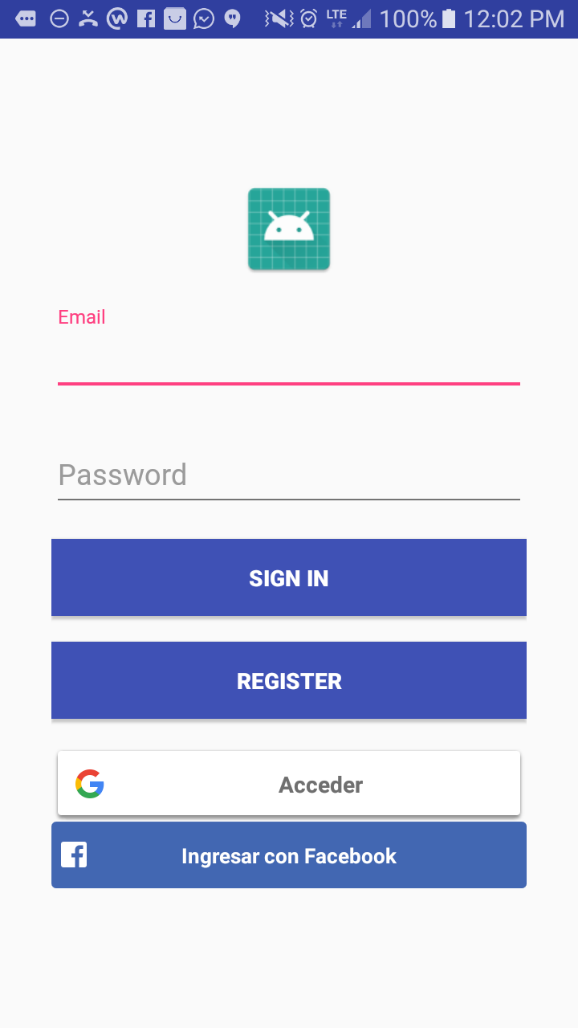 LTE 100% 12:02 PM
Email
Password
SIGN IN
REGISTER
Acceder
Ingresar con Facebook